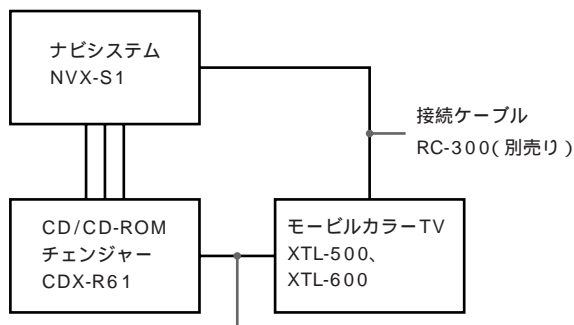 ナビシステム
NVX-S1
接続ケーブル
RC-300(別売り)
CD/CD-ROM
チェンジャー
CDX-R61
モービルカラーTV
XTL-500、
XTL-600